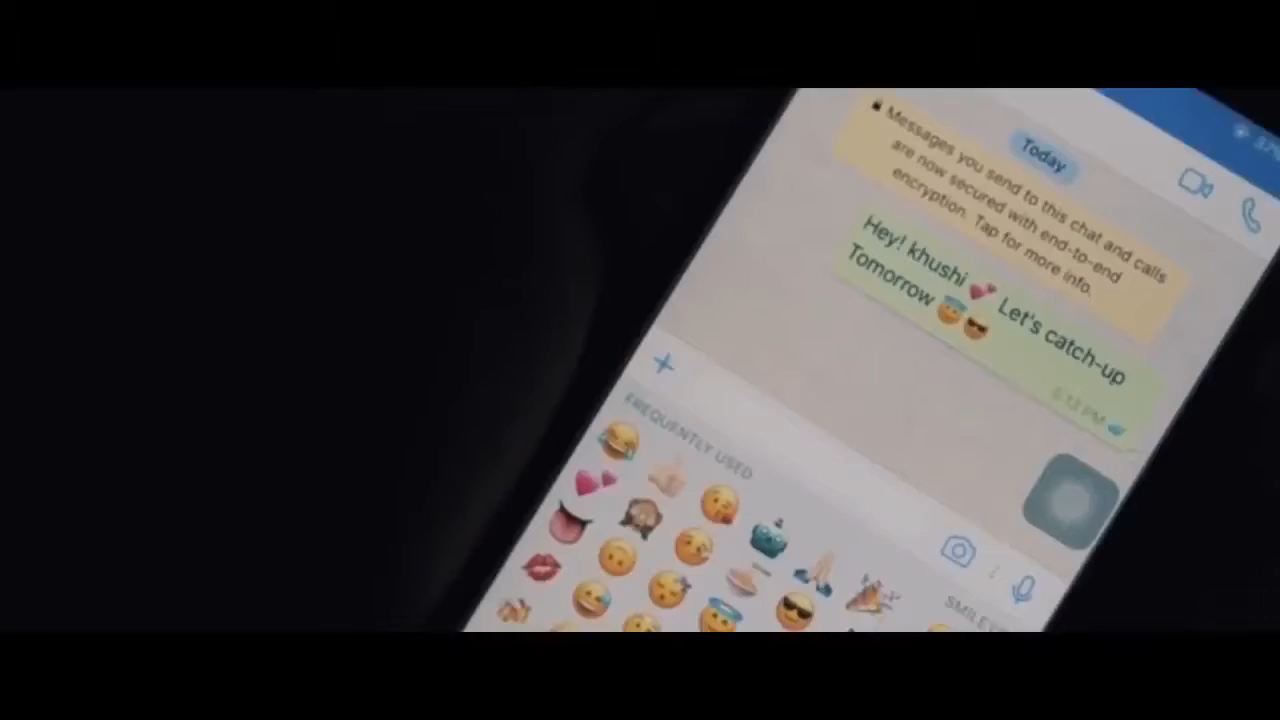 Today
Messages you send to this chat and calls
are now secured with end-to-end
encryption. Tap for more info.
Hey! khushi 💕 Let's catch-up
Tomorrow 😇😎
PM
FREQUENTLY USED